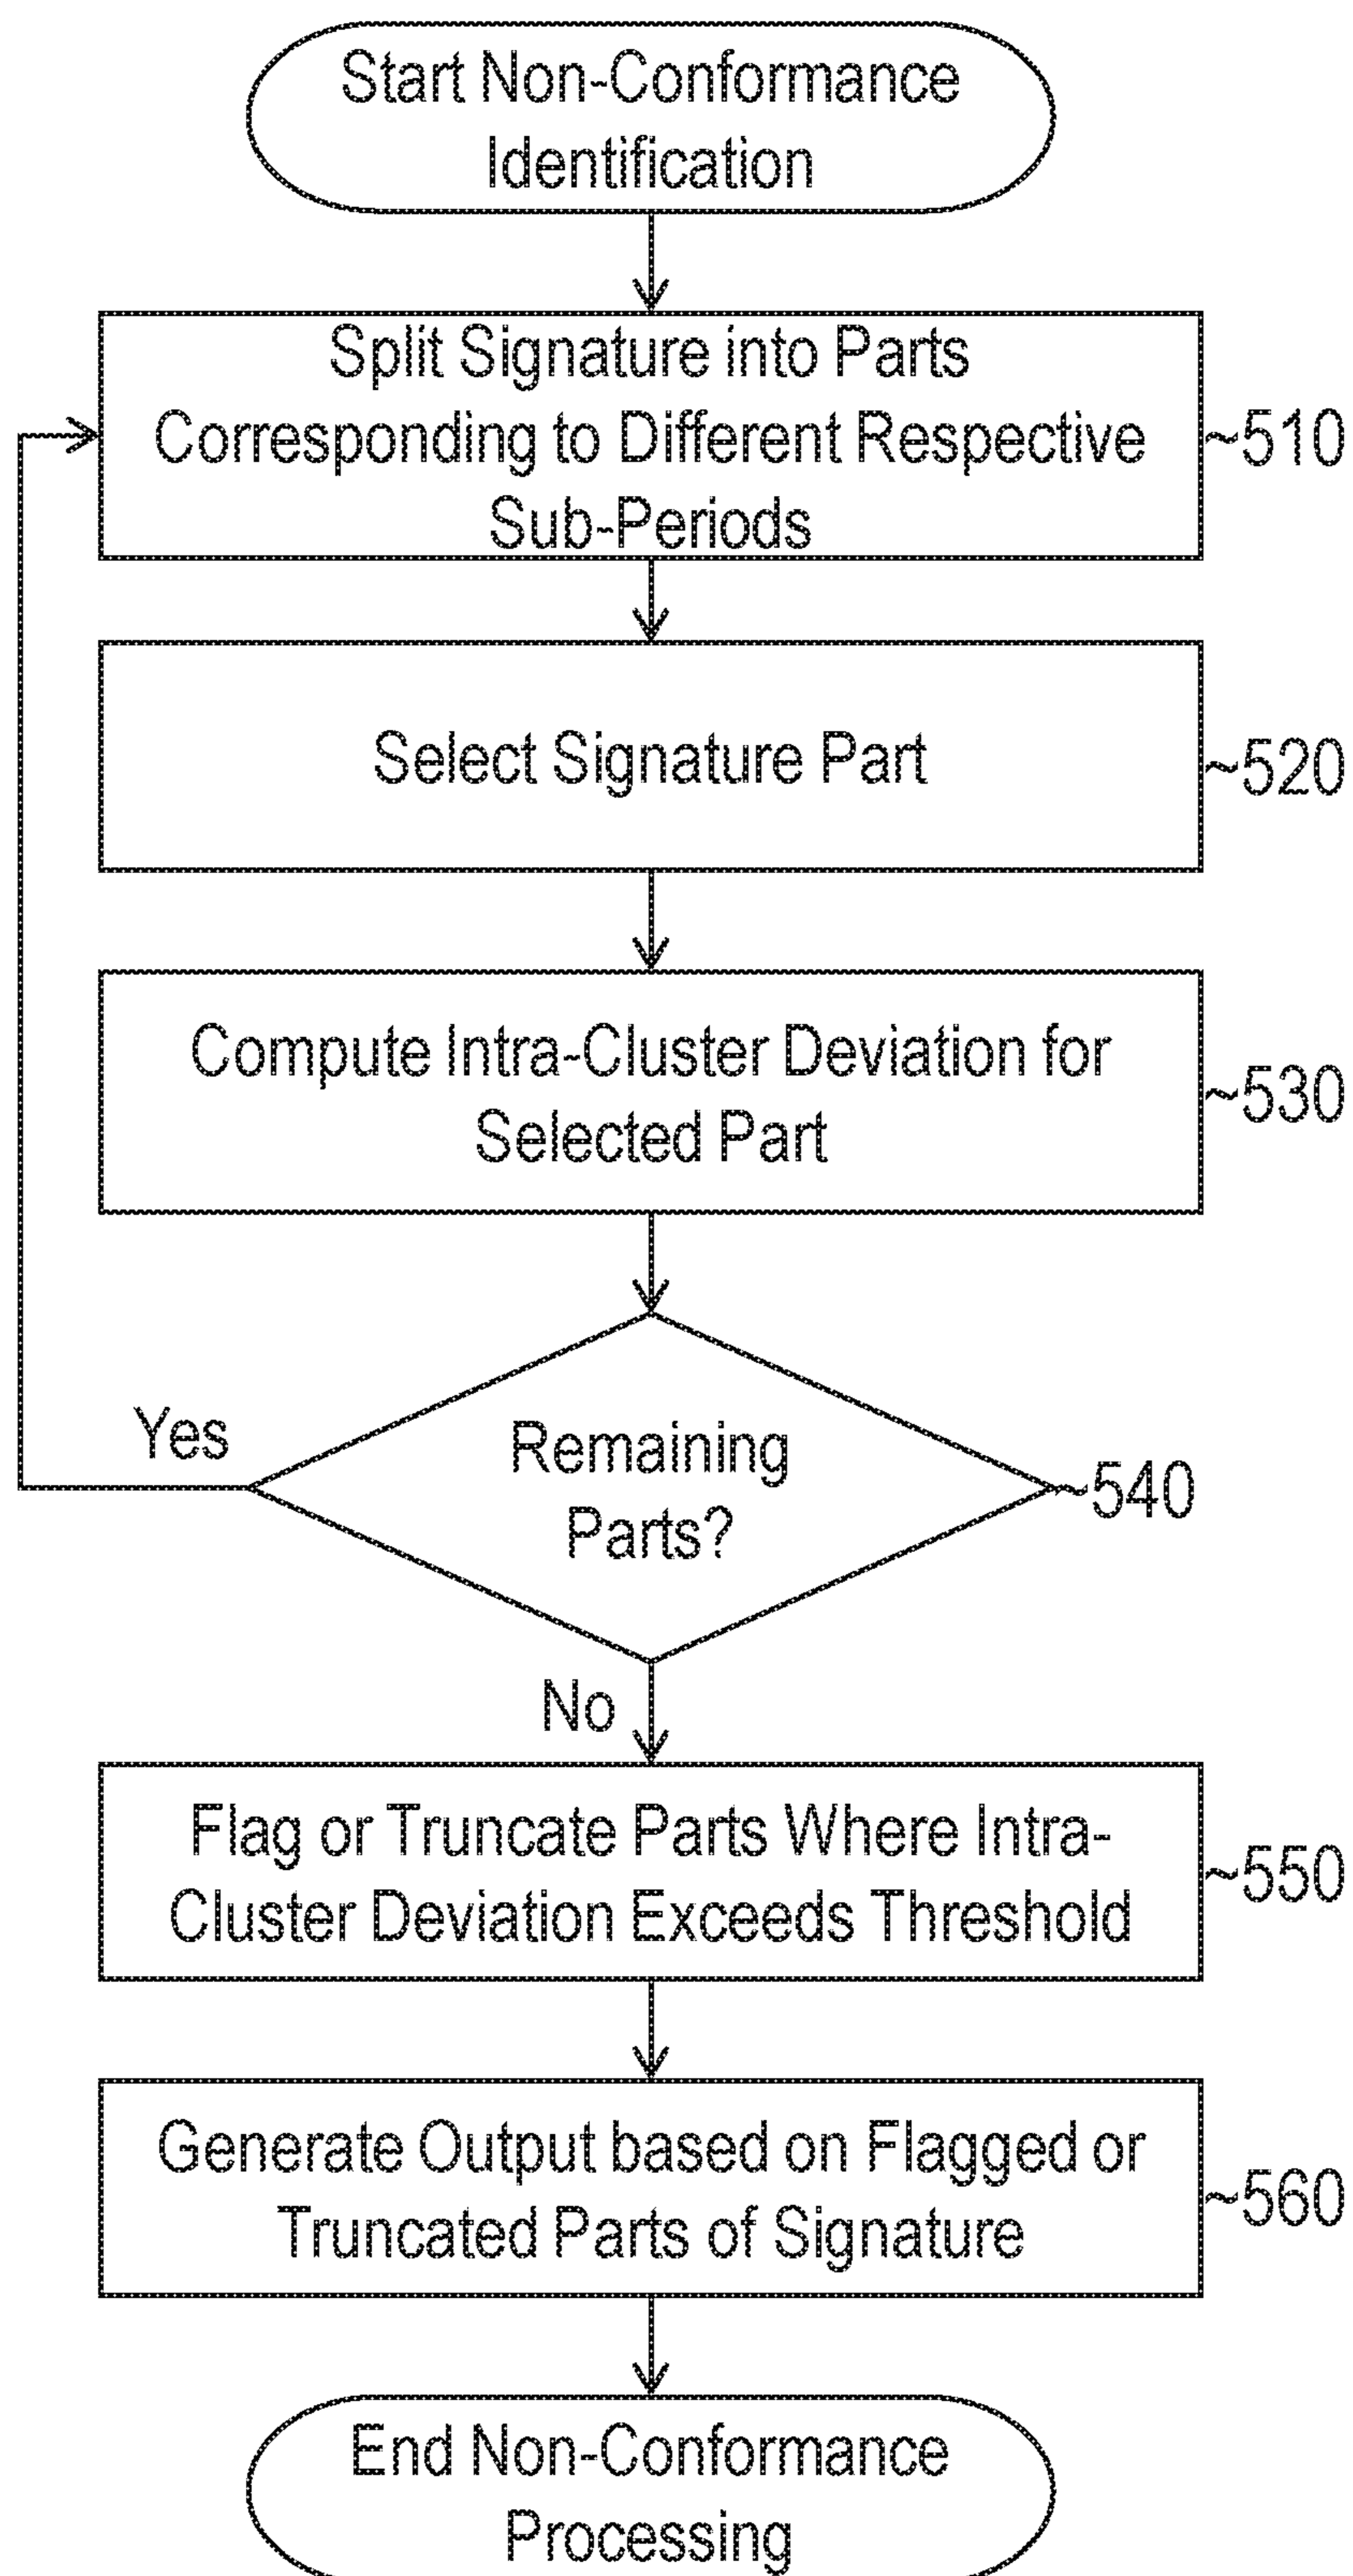 Start Non-Conformance
Identification
Split Signature into Parts
Corresponding to Different Respective
Sub-Periods
~510
Select Signature Part
~520
Compute Intra-Cluster Deviation for
Selected Part
~530
Remaining
Parts?
~540
Yes
No
Flag or Truncate Parts Where Intra-
Cluster Deviation Exceeds Threshold
~550
Generate Output based on Flagged or
Truncated Parts of Signature
~560
End Non-Conformance
Processing